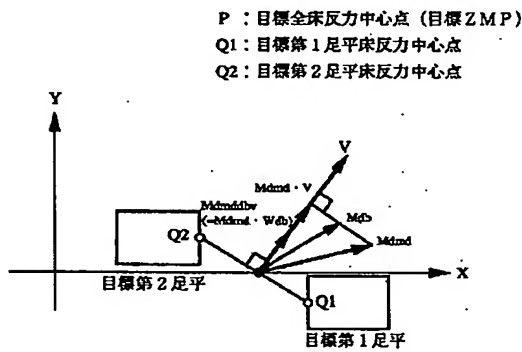 P：目標全床反力中心点（目標ＺＭＰ）
Q1：目標第１足平床反力中心点
Q2：目標第２足平床反力中心点
Y
V
Mdmd・V
Mdmddbv
(=Mdmd・Wdb)
Mdb
Q2
Mdmd
X
目標第２足平
Q1
目標第１足平